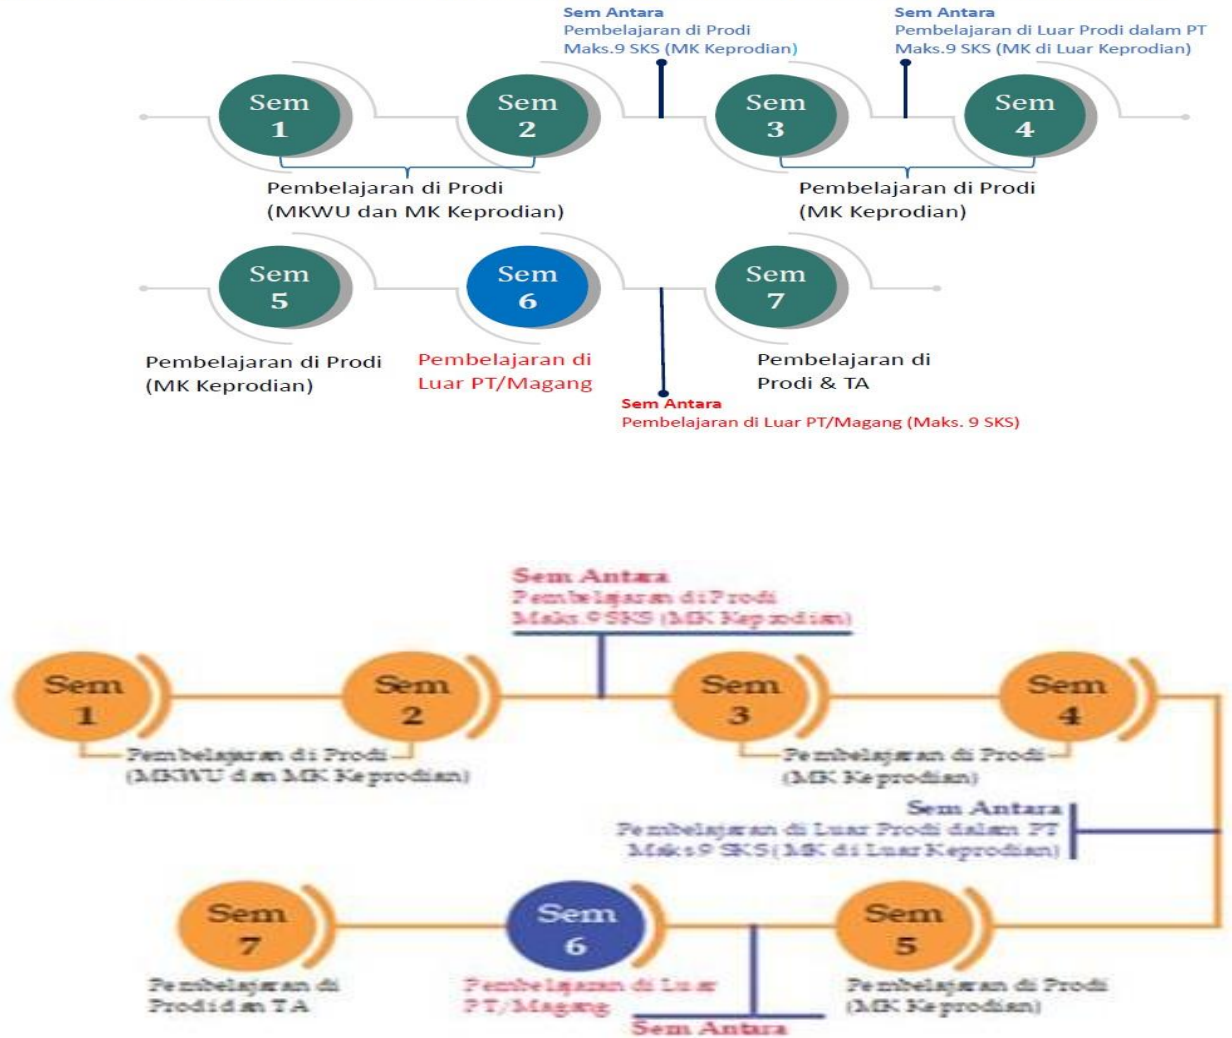 Sem Antara
Pembelajaran di Prodi
Maks.9 SKS (MK Keprodian)
Sem Antara
Pembelajaran di Luar Prodi dalam PT
Maks.9 SKS (MK di Luar Keprodian)
Sem
1
Sem
2
Sem
3
Sem
4
Pembelajaran di Prodi
(MKWU dan MK Keprodian)
Pembelajaran di Prodi
(MK Keprodian)
Sem
5
Sem
6
Sem
7
Pembelajaran di Prodi
(MK Keprodian)
Pembelajaran di
Luar PT/Magang
Pembelajaran di
Prodi & TA
Sem Antara
Pembelajaran di Luar PT/Magang (Maks. 9 SKS)
Sem Antara
Pembelajaran di Prodi
Maks.9 SKS (MK Keprodian)
Sem
1
Sem
2
Sem
3
Sem
4
Pembelajaran di Prodi
(MKWU dan MK Keprodian)
Pembelajaran di Prodi
(MK Keprodian)
Sem Antara
Pembelajaran di Luar Prodi dalam PT
Maks 9 SKS (MK di Luar Keprodian)
Sem
7
Sem
6
Sem
5
Pembelajaran di
Prodi dan TA
Pembelajaran di Luar
PT/Magang
Pembelajaran di Prodi
(MK Keprodian)
Sem Antara